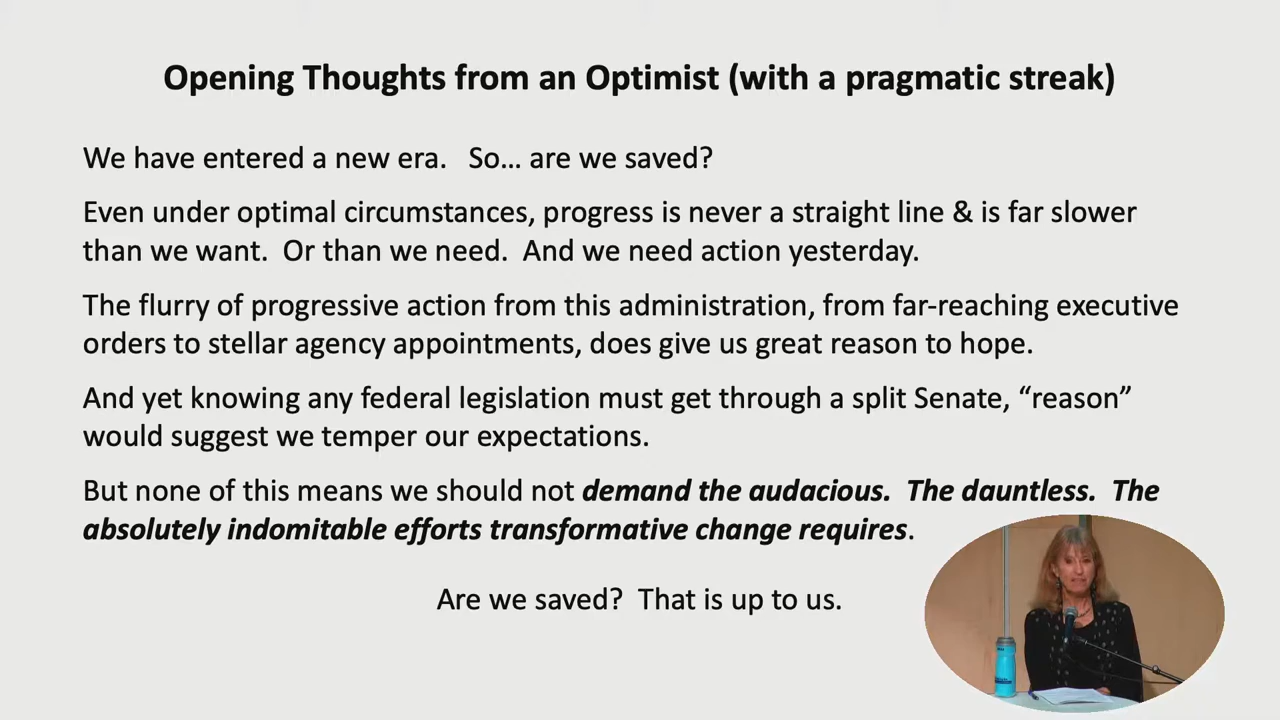 Opening Thoughts from an Optimist (with a pragmatic streak)
We have entered a new era.   So… are we saved?
Even under optimal circumstances, progress is never a straight line & is far slower
than we want.  Or than we need.  And we need action yesterday.
The flurry of progressive action from this administration, from far-reaching executive
orders to stellar agency appointments, does give us great reason to hope.
And yet knowing any federal legislation must get through a split Senate, “reason”
would suggest we temper our expectations.
But none of this means we should not demand the audacious.  The dauntless.  The
absolutely indomitable efforts transformative change requires.
Are we saved?  That is up to us.